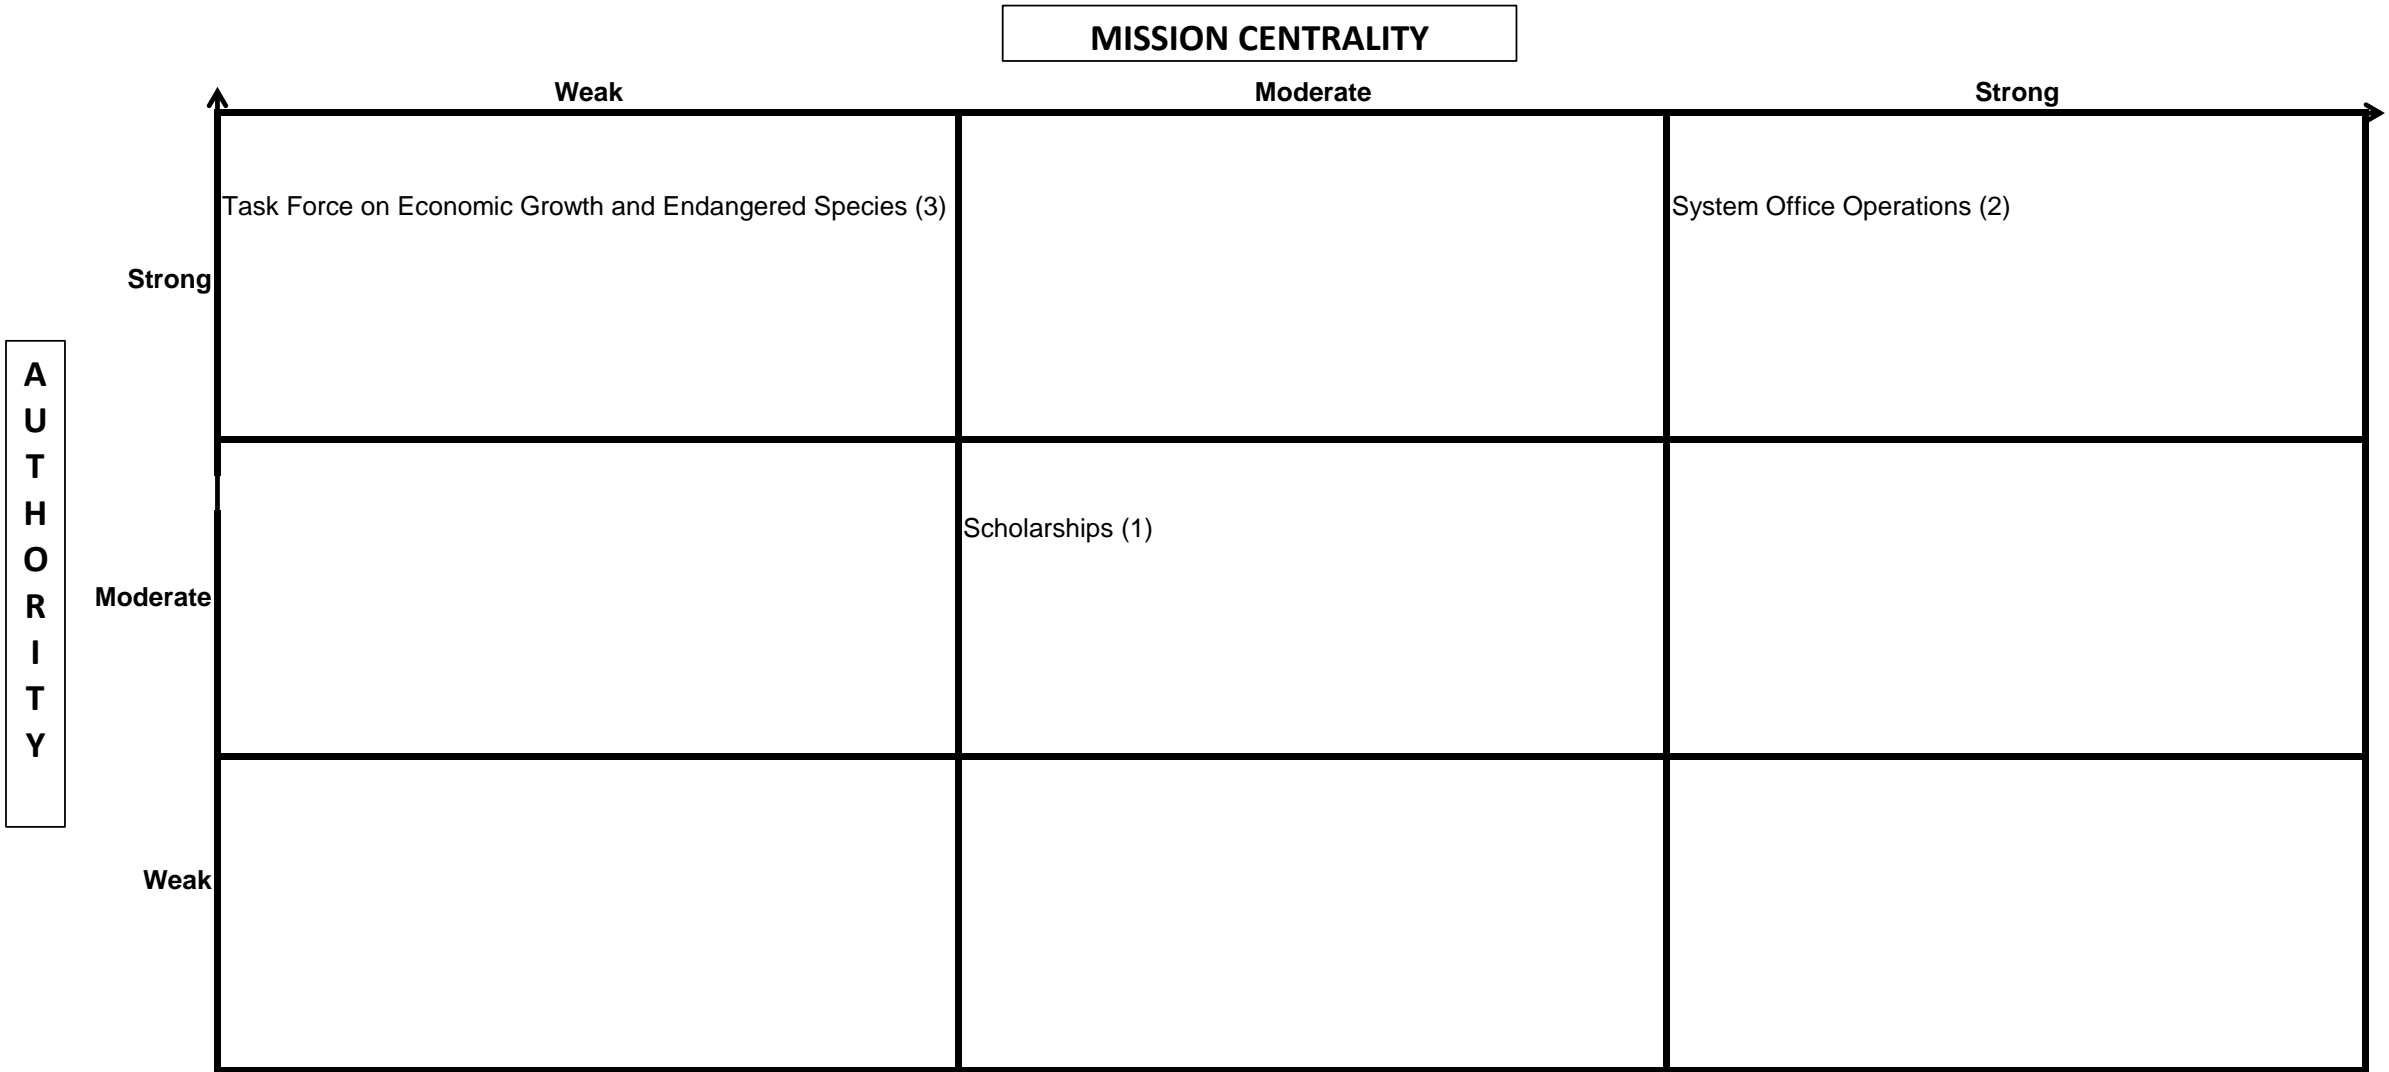 MISSION CENTRALITY
Weak Moderate Strong
Task Force on Economic Growth and Endangered Species (3) System Office Operations (2)
Strong
A
U
T
H
O
R
I
T
Y
Scholarships (1)
Moderate
Weak